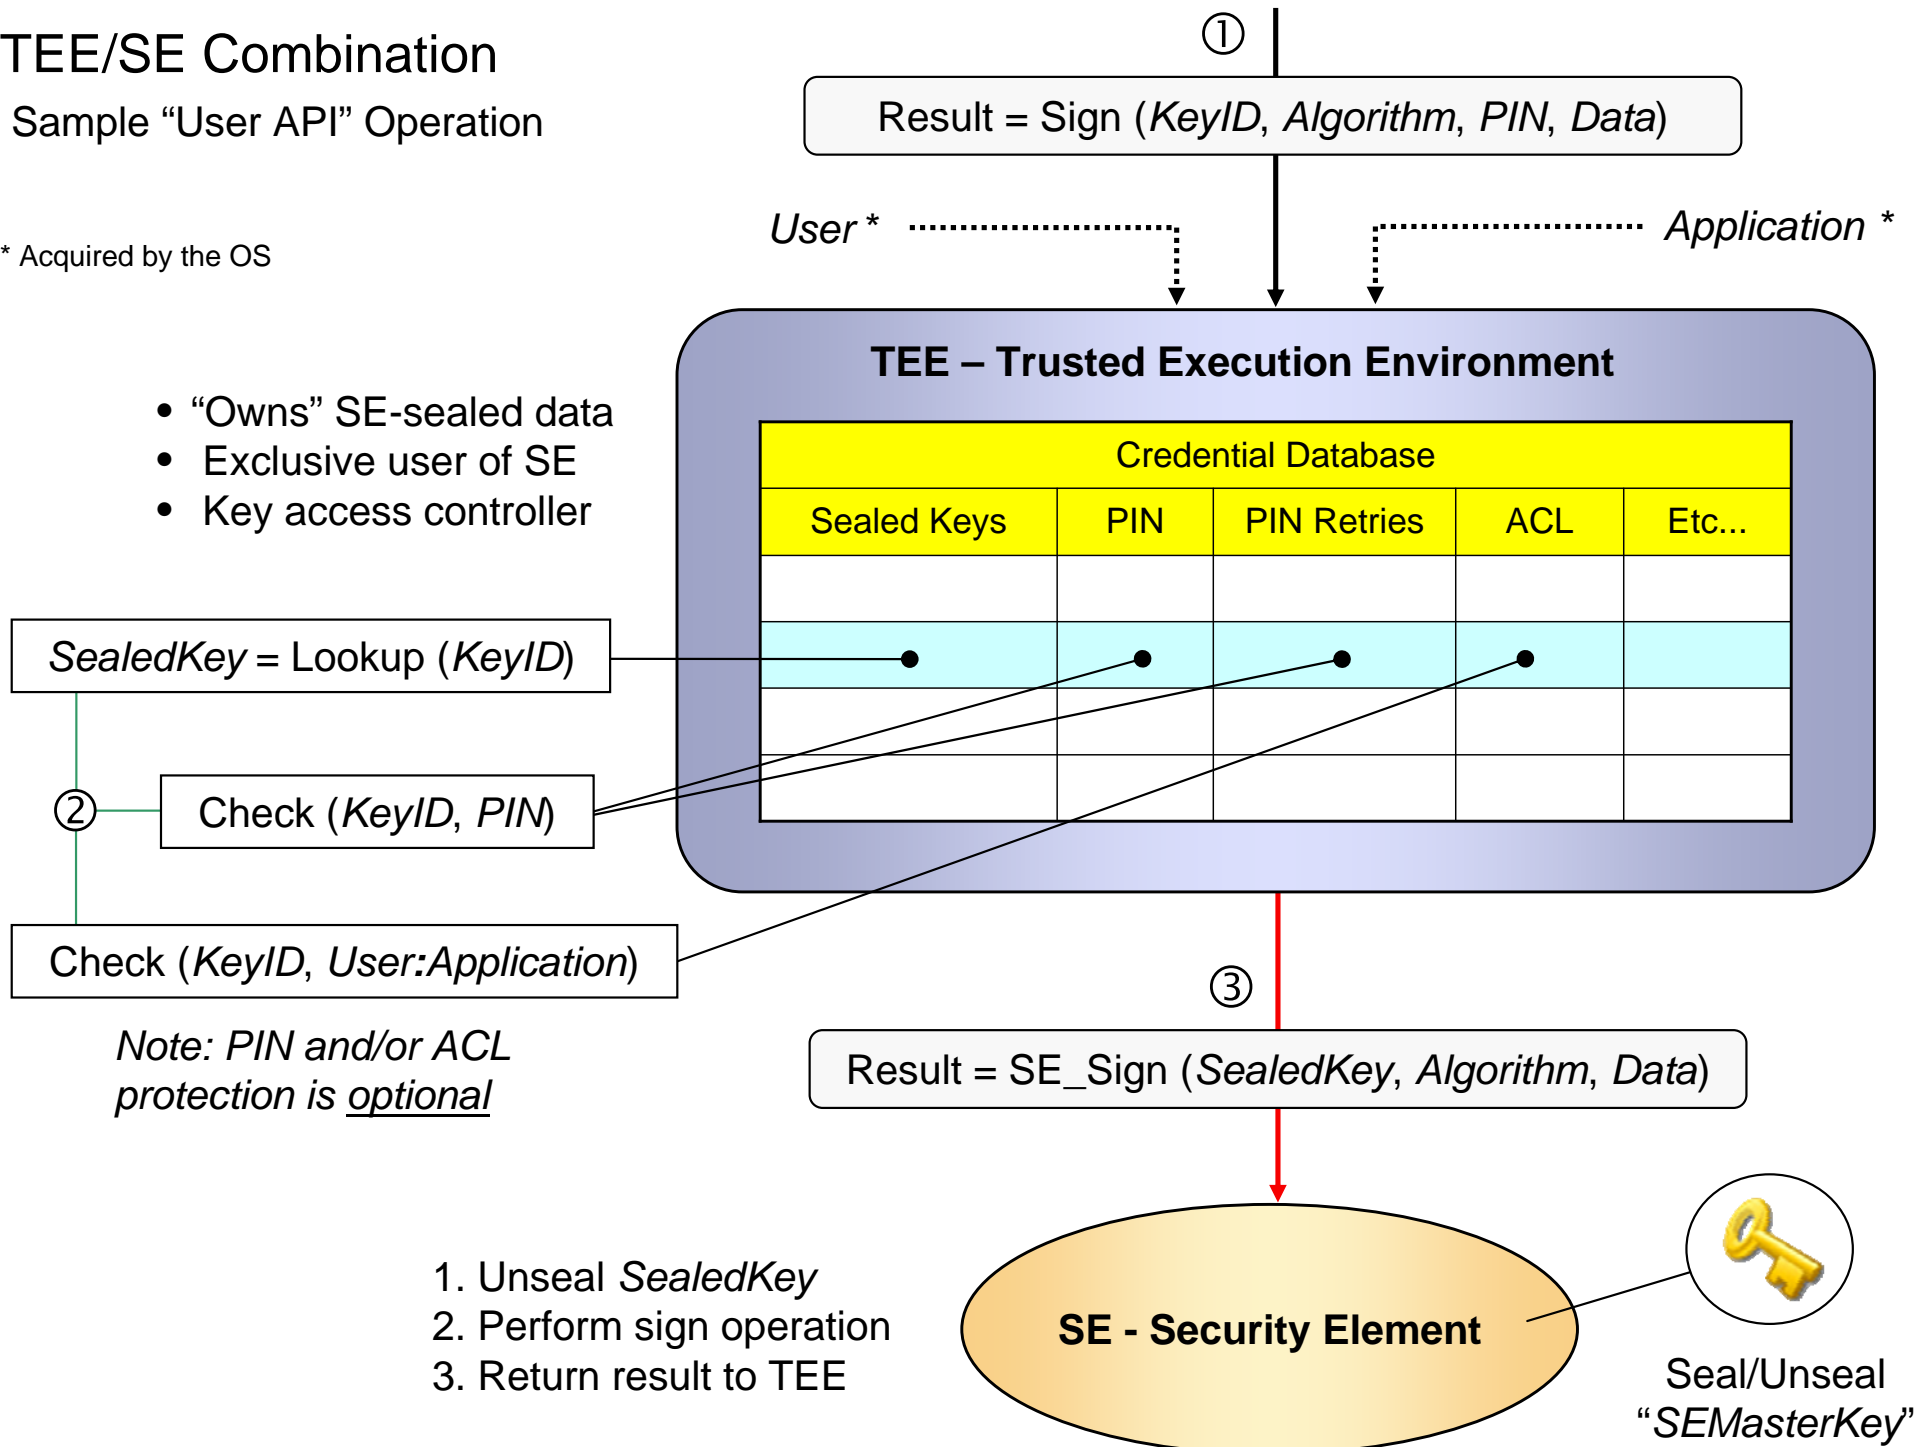 TEE/SE Combination
Sample “User API” Operation
* Acquired by the OS
①
Result = Sign (KeyID, Algorithm, PIN, Data)
User *
Application *
TEE – Trusted Execution Environment
• “Owns” SE-sealed data
• Exclusive user of SE
• Key access controller
Credential Database
Sealed Keys PIN PIN Retries ACL Etc...
SealedKey = Lookup (KeyID)
②
Check (KeyID, PIN)
Check (KeyID, User:Application)
Note: PIN and/or ACL
protection is optional
③
Result = SE_Sign (SealedKey, Algorithm, Data)
1. Unseal SealedKey
2. Perform sign operation
3. Return result to TEE
SE - Security Element
Seal/Unseal
“SEMasterKey”